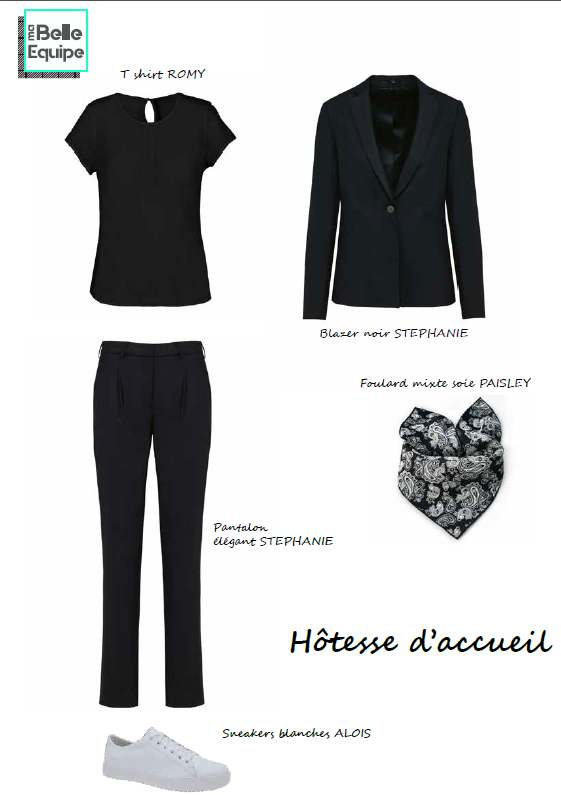 ma
Belle
Equipe
T shirt ROMY
Blazer noir STEPHANIE
Foulard mixte soie PAISLEY
Pantalon
élégant STEPHANIE
Hôtesse d'accueil
Sneakers blanches ALOIS